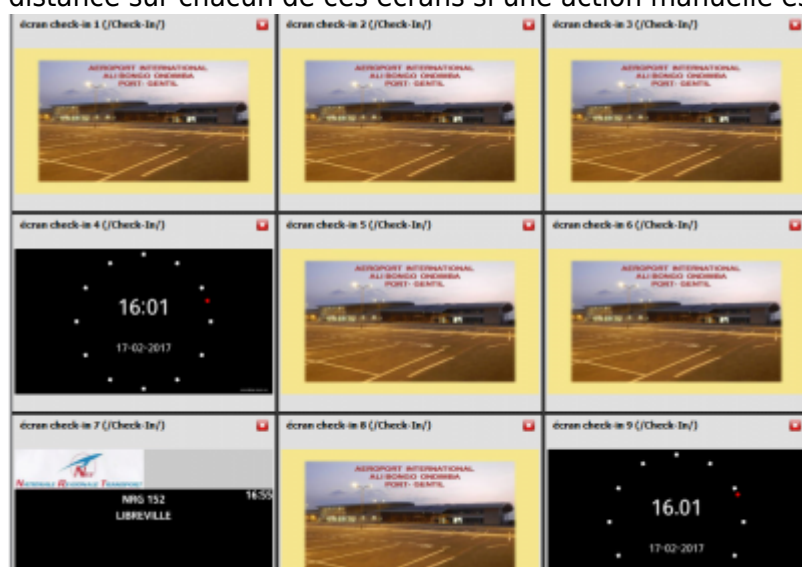 distance sur chacun de ces écrans si une action manuelle es
écran check-in 1 (/Check-In/)
écran check-in 2 (/Check-In/)
écran check-in 3 (/Check-In/)
AEROPORT INTERNATIONAL
ALI BONGO ONDIMBA
PORT- GENTIL
AEROPORT INTERNATIONAL
ALI BONGO ONDIMBA
PORT- GENTIL
AEROPORT INTERNATIONAL
ALI BONGO ONDIMBA
PORT- GENTIL
écran check-in 4 (/Check-In/)
écran check-in 5 (/Check-In/)
écran check-in 6 (/Check-In/)
16:01
17-02-2017
AEROPORT INTERNATIONAL
ALI BONGO ONDIMBA
PORT- GENTIL
AEROPORT INTERNATIONAL
ALI BONGO ONDIMBA
PORT- GENTIL
écran check-in 7 (/Check-In/)
écran check-in 8 (/Check-In/)
écran check-in 9 (/Check-In/)
NATIONALE REGIONALE TRANSPORT
NRG 152
16:55
LIBREVILLE
AEROPORT INTERNATIONAL
ALI BONGO ONDIMBA
PORT- GENTIL
16.01
17-02-2017